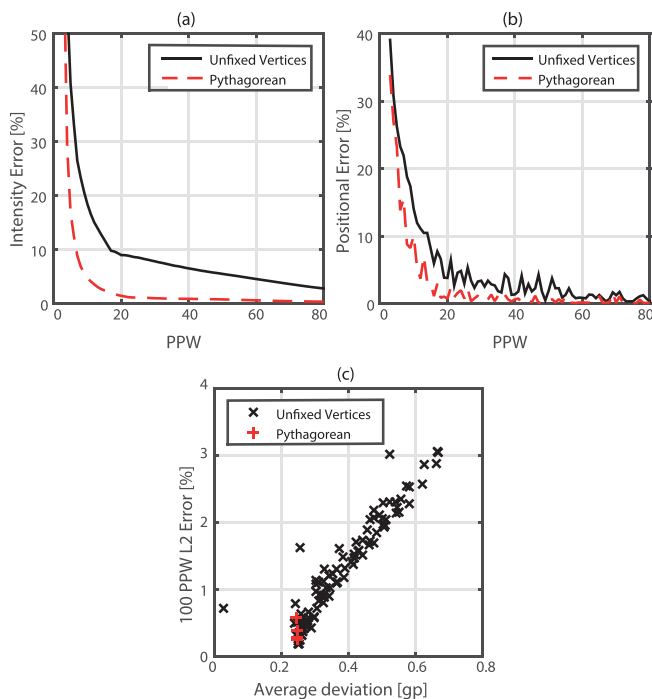 (a)
50
40
30
20
10
0
0
20
40
60
80
Intensity Error [%]
PPW
Unfixed Vertices
Pythagorean
(b)
40
30
20
10
0
0
20
40
60
80
Positional Error [%]
PPW
Unfixed Vertices
Pythagorean
(c)
4
3
2
1
0
0
0.2
0.4
0.6
0.8
100 PPW L2 Error [%]
Average deviation [gp]
Unfixed Vertices
Pythagorean